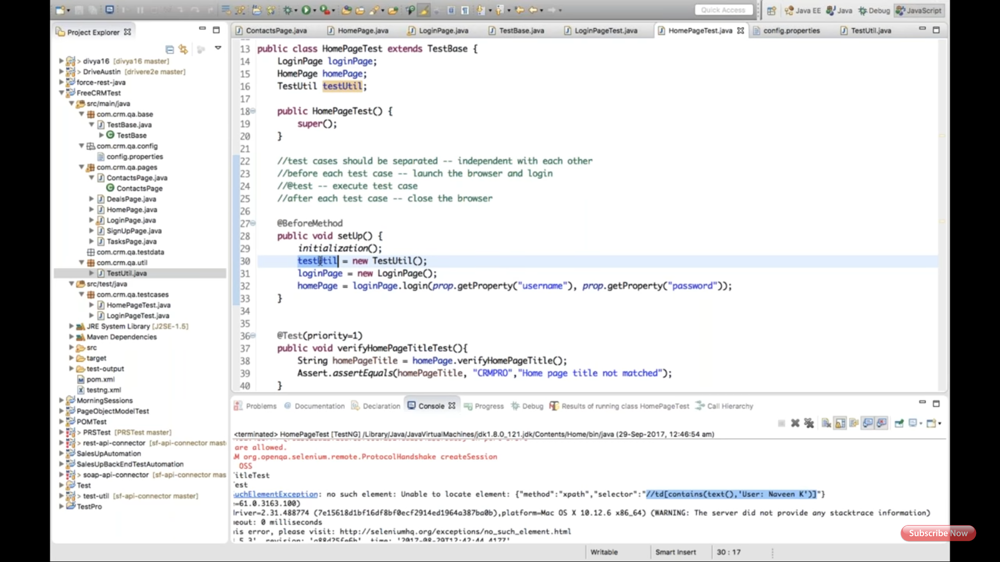 Quick Access
Java EE
Java
Debug
JavaScript
Project Explorer
ContactsPage.java
HomePage.java
LoginPage.java
TestBase.java
LoginPageTest.java
HomePageTest.java
config.properties
TestUtil.java
> divya16 [divya16 master]
> DriveAustin [drivere2e master]
force-rest-java
FreeCRMTest
src/main/java
com.crm.qa.base
TestBase.java
TestBase
com.crm.qa.config
config.properties
com.crm.qa.pages
ContactsPage.java
ContactsPage
DealsPage.java
HomePage.java
LoginPage.java
SignUpPage.java
TasksPage.java
com.crm.qa.testdata
com.crm.qa.util
TestUtil.java
src/test/java
com.crm.qa.testcases
HomePageTest.java
LoginPageTest.java
JRE System Library [J2SE-1.5]
Maven Dependencies
src
target
test-output
pom.xml
testng.xml
MorningSessions
PageObjectModelTest
POMTest
> PRSTest [PRSTest master]
> rest-api-connector [sf-api-connector mast
SalesUpAutomation
SalesUpBackEndTestAutomation
> soap-api-connector [sf-api-connector mas
Test
> test-util [sf-api-connector master]
TestPro
13 public class HomePageTest extends TestBase {
14 LoginPage loginPage;
15 HomePage homePage;
16 TestUtil testUtil;
17
18 public HomePageTest() {
19 super();
20 }
21
22 //test cases should be separated -- independent with each other
23 //before each test case -- launch the browser and login
24 //@test -- execute test case
25 //after each test case -- close the browser
26
27 @BeforeMethod
28 public void setUp() {
29 initialization();
30 testUtil = new TestUtil();
31 loginPage = new LoginPage();
32 homePage = loginPage.login(prop.getProperty("username"), prop.getProperty("password"));
33 }
34
35
36 @Test(priority=1)
37 public void verifyHomePageTitleTest(){
38 String homePageTitle = homePage.verifyHomePageTitle();
39 Assert.assertEquals(homePageTitle, "CRMPRO","Home page title not matched");
40 }
Problems
Documentation
Declaration
Console
Progress
Debug
Results of running class HomePageTest
Call Hierarchy
<terminated> HomePageTest [TestNG] /Library/Java/JavaVirtualMachines/jdk1.8.0_121.jdk/Contents/Home/bin/java (29-Sep-2017, 12:46:54 am)
are allowed.
M org.openqa.selenium.remote.ProtocolHandshake createSession
OSS
itleTest
est
uchElementException: no such element: Unable to locate element: {"method":"xpath","selector":"//td[contains(text(),'User: Naveen K')]"}
=61.0.3163.100)
driver=2.31.488774 (7e15618d1bf16df8bf0ecf2914ed1964a387ba0b),platform=Mac OS X 10.12.6 x86_64) (WARNING: The server did not provide any stacktrace information)
meout: 0 milliseconds
is error, please visit: http://seleniumhq.org/exceptions/no_such_element.html
Subscribe Now
Writable
Smart Insert
30 : 17